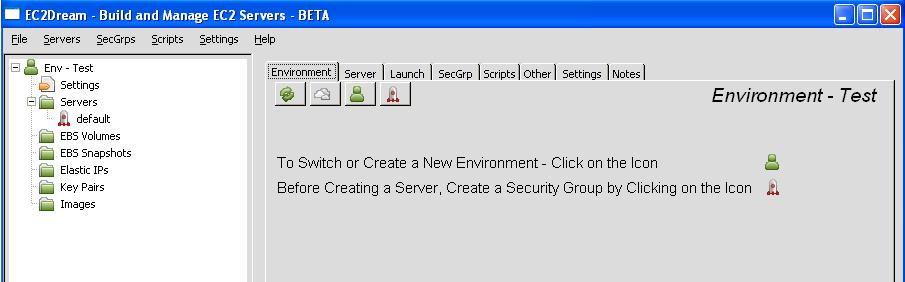 EC2Dream - Build and Manage EC2 Servers - BETA
File Servers SecGrps Scripts Settings Help
Env - Test
Settings
Servers
default
EBS Volumes
EBS Snapshots
Elastic IPs
Key Pairs
Images
Environment Server Launch SecGrp Scripts Other Settings Notes
Environment - Test
To Switch or Create a New Environment - Click on the Icon
Before Creating a Server, Create a Security Group by Clicking on the Icon